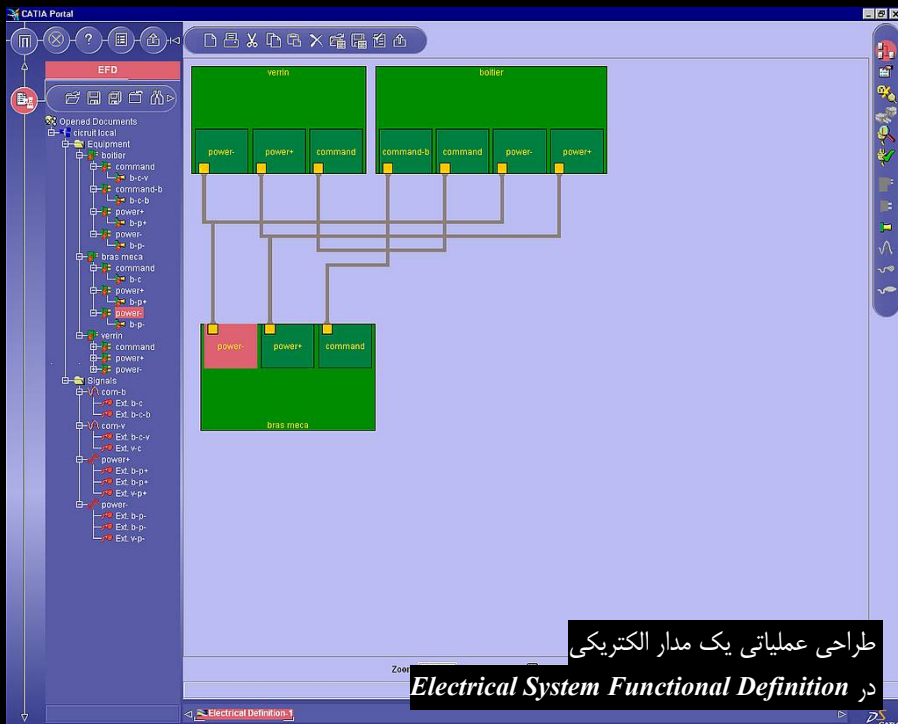 CATIA Portal
EFD
Opened Documents
cicruit local
Equipment
boitier
command
b-c-v
command-b
b-c-b
power+
b-p+
power-
b-p-
bras meca
command
b-c
power+
b-p+
power-
b-p-
verrin
command
power+
power-
Signals
com-b
Ext. b-c
Ext. b-c-b
com-v
Ext. b-c-v
Ext. v-c
power+
Ext. b-p+
Ext. b-p+
Ext. v-p+
power-
Ext. b-p-
Ext. b-p-
Ext. v-p-
verrin
boitier
power- power+ command
command-b command power- power+
power- power+ command
bras meca
طراحی عملیاتی یک مدار الکتریکی
در Electrical System Functional Definition
Electrical Definition-1